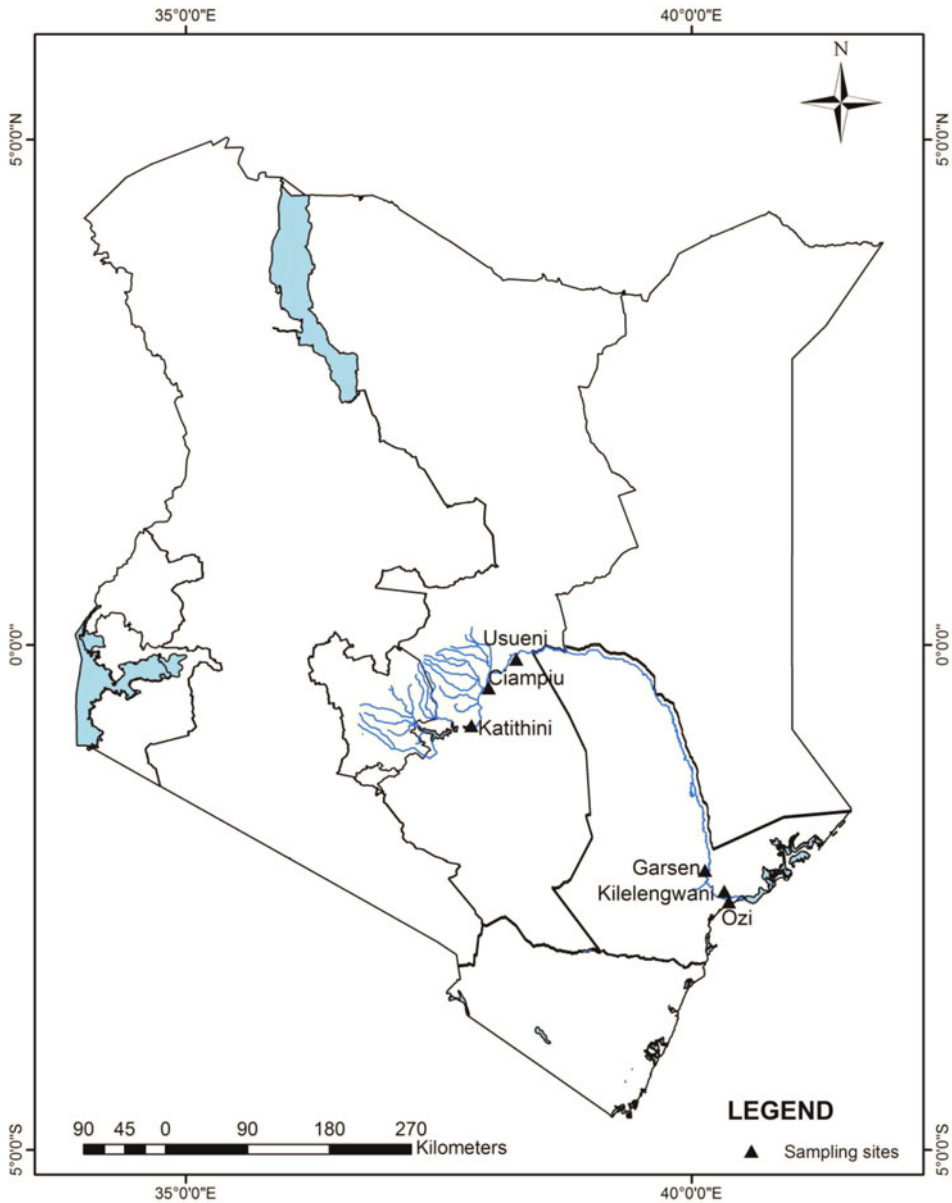 35°0'0"E 40°0'0"E
N
5°0'0"N 5°0'0"N
0°0'0" 0°0'0"
Usueni
Ciampiu
Katithini
Garsen
Kilelengwani
Ozi
LEGEND
90 45 0 90 180 270
Kilometers
Sampling sites
5°0'0"S 5°0'0"S
35°0'0"E 40°0'0"E